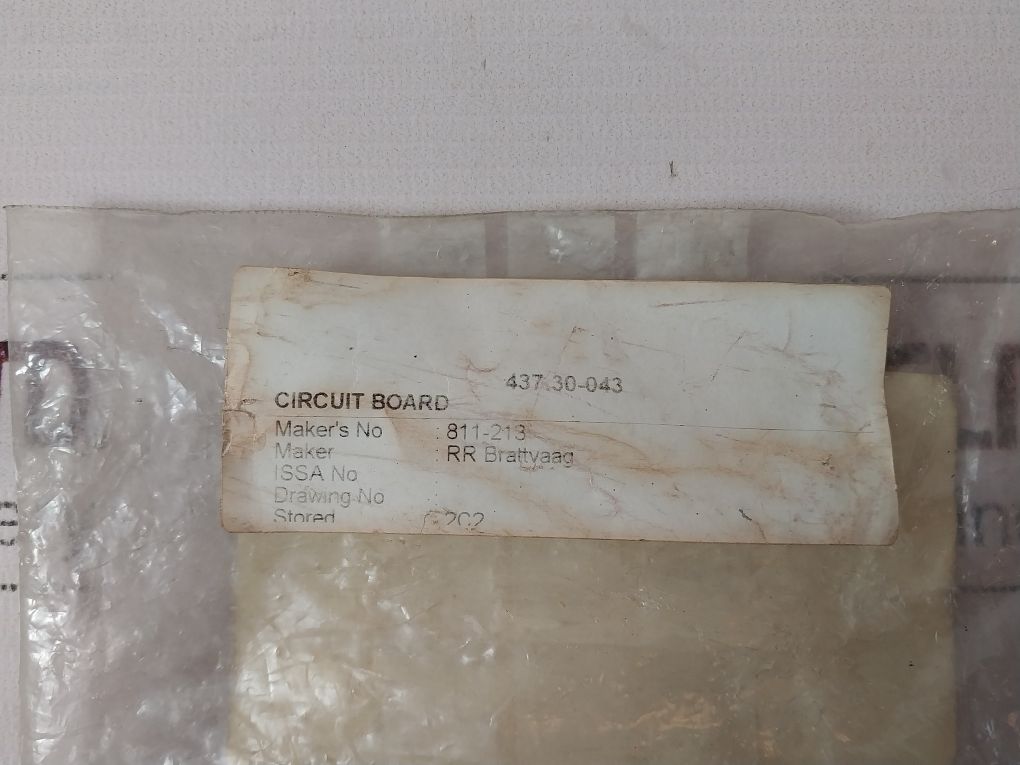 437.30-043
CIRCUIT BOARD
Maker's No : 811-213
Maker : RR Brattvaag
ISSA No
Drawing No
Stored